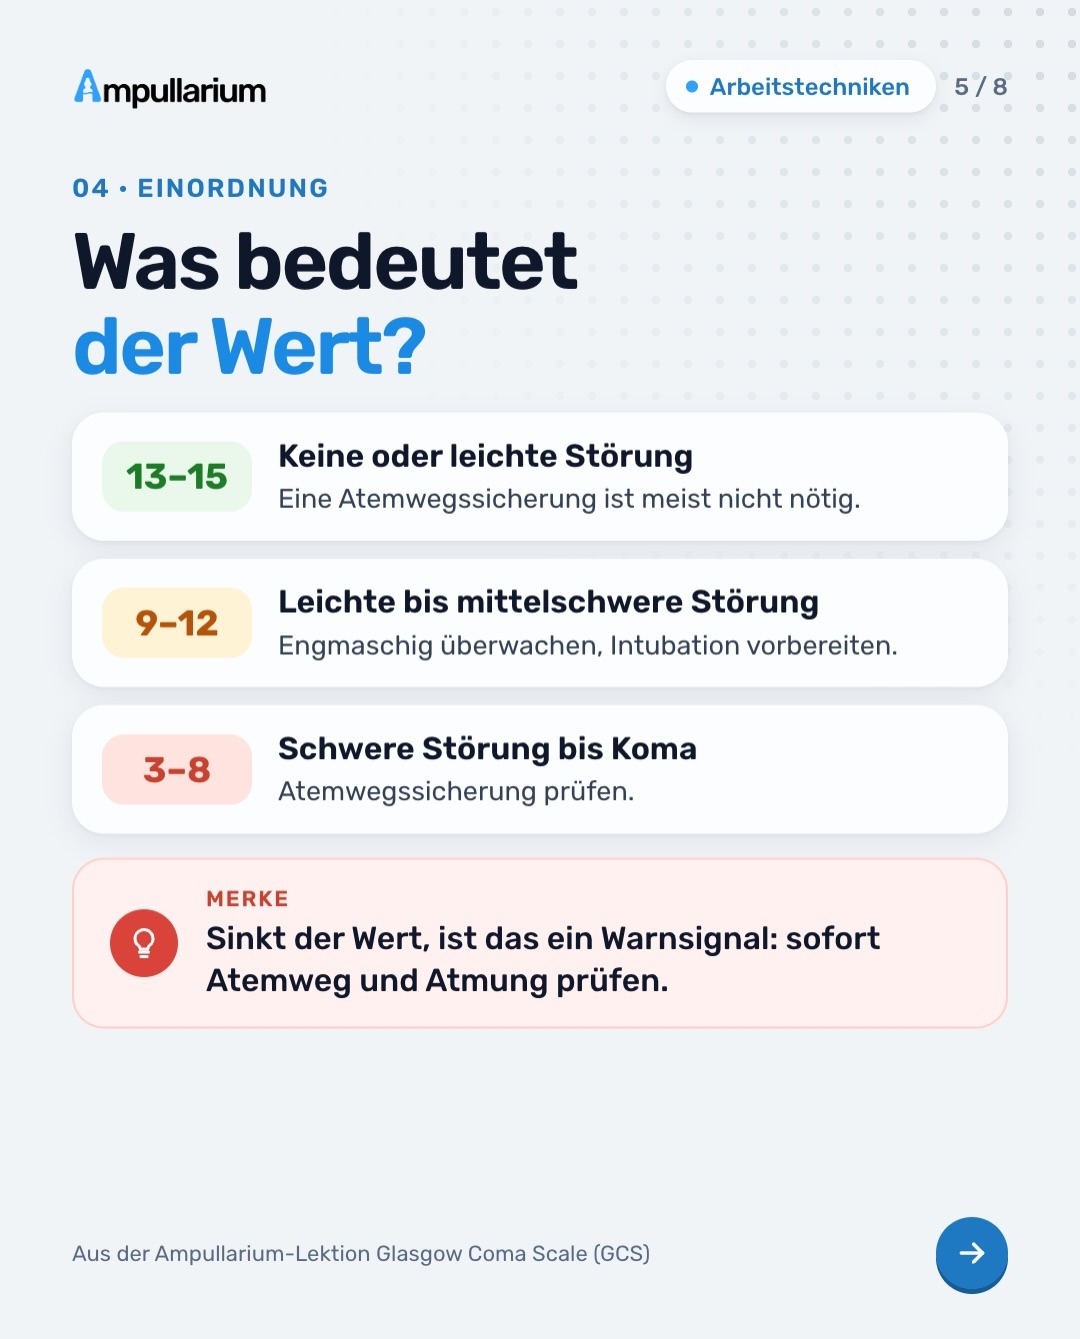 Ampullarium
Arbeitstechniken
5 / 8
04 • EINORDNUNG
Was bedeutet
der Wert?
13–15
Keine oder leichte Störung
Eine Atemwegssicherung ist meist nicht nötig.
9–12
Leichte bis mittelschwere Störung
Engmaschig überwachen, Intubation vorbereiten.
3–8
Schwere Störung bis Koma
Atemwegssicherung prüfen.
MERKE
Sinkt der Wert, ist das ein Warnsignal: sofort
Atemweg und Atmung prüfen.
Aus der Ampullarium-Lektion Glasgow Coma Scale (GCS)